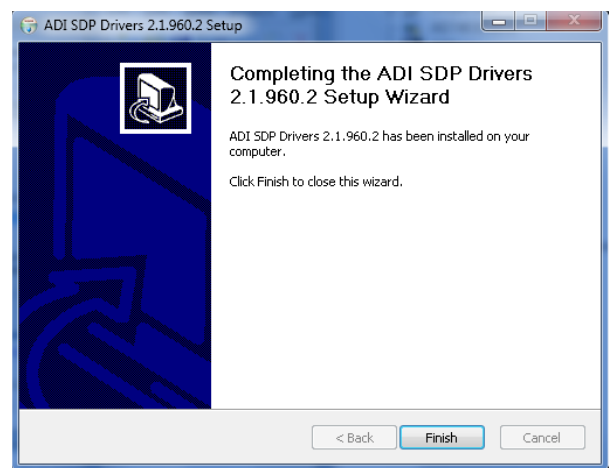 ADI SDP Drivers 2.1.960.2 Setup
Completing the ADI SDP Drivers
2.1.960.2 Setup Wizard
ADI SDP Drivers 2.1.960.2 has been installed on your
computer.
Click Finish to close this wizard.
< Back
Finish
Cancel